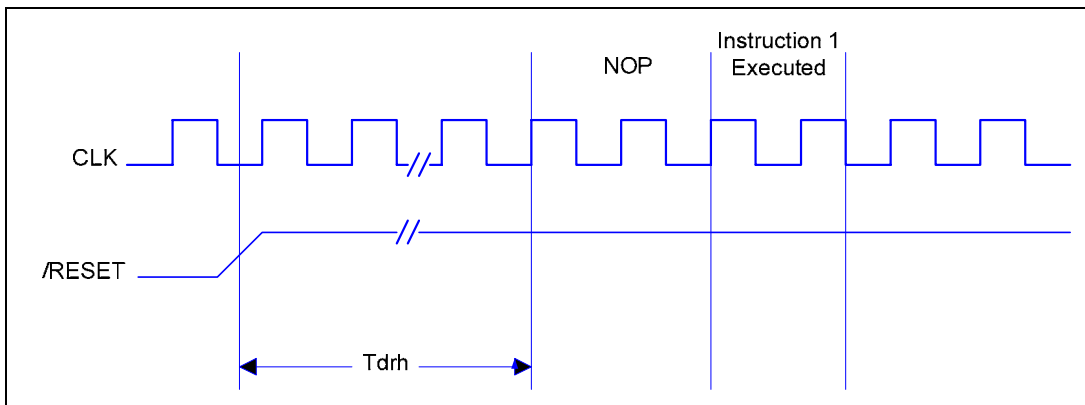 Instruction 1
Executed
NOP
CLK
/RESET
Tdrh